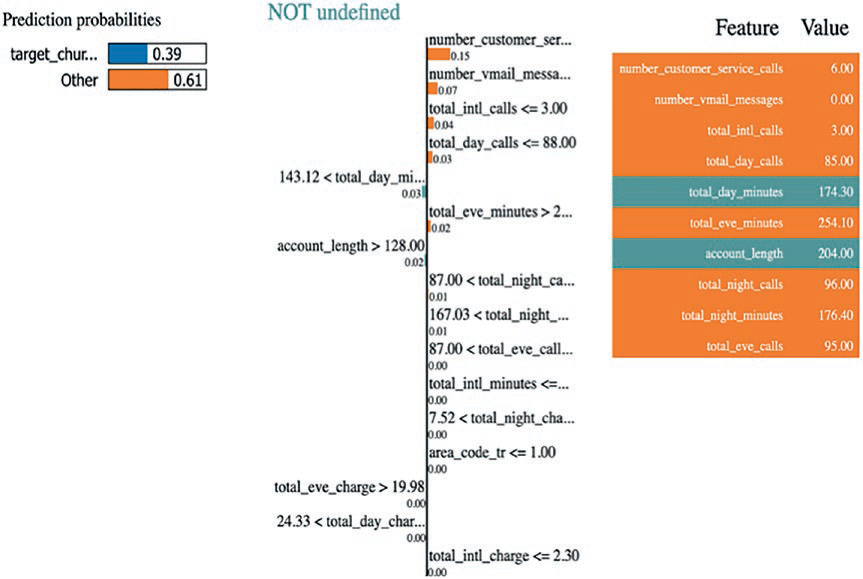 Prediction probabilities
target_chur... 0.39
Other 0.61
NOT undefined
number_customer_ser...
0.15
number_vmail_messa...
0.07
total_intl_calls <= 3.00
0.04
total_day_calls <= 88.00
0.03
143.12 < total_day_mi...
0.03
total_eve_minutes > 2...
0.02
account_length > 128.00
0.02
87.00 < total_night_ca...
0.01
167.03 < total_night_...
0.01
87.00 < total_eve_call...
0.00
total_intl_minutes <=...
0.00
7.52 < total_night_cha...
0.00
area_code_tr <= 1.00
0.00
total_eve_charge > 19.98
0.00
24.33 < total_day_char...
0.00
total_intl_charge <= 2.30
0.00
Feature Value
number_customer_service_calls 6.00
number_vmail_messages 0.00
total_intl_calls 3.00
total_day_calls 85.00
total_day_minutes 174.30
total_eve_minutes 254.10
account_length 204.00
total_night_calls 96.00
total_night_minutes 176.40
total_eve_calls 95.00